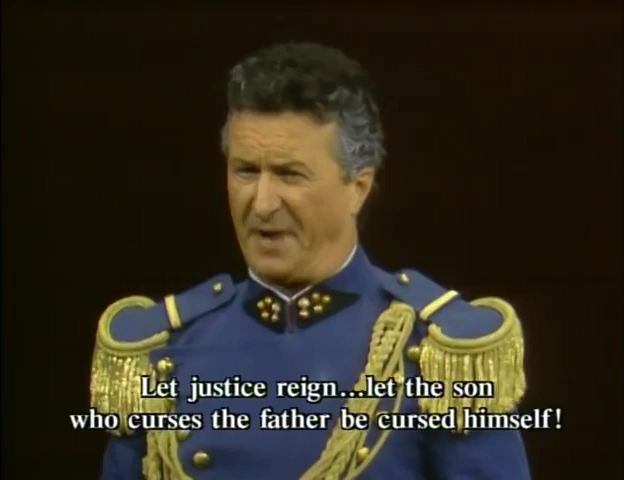 Let justice reign...let the son
who curses the father be cursed himself!